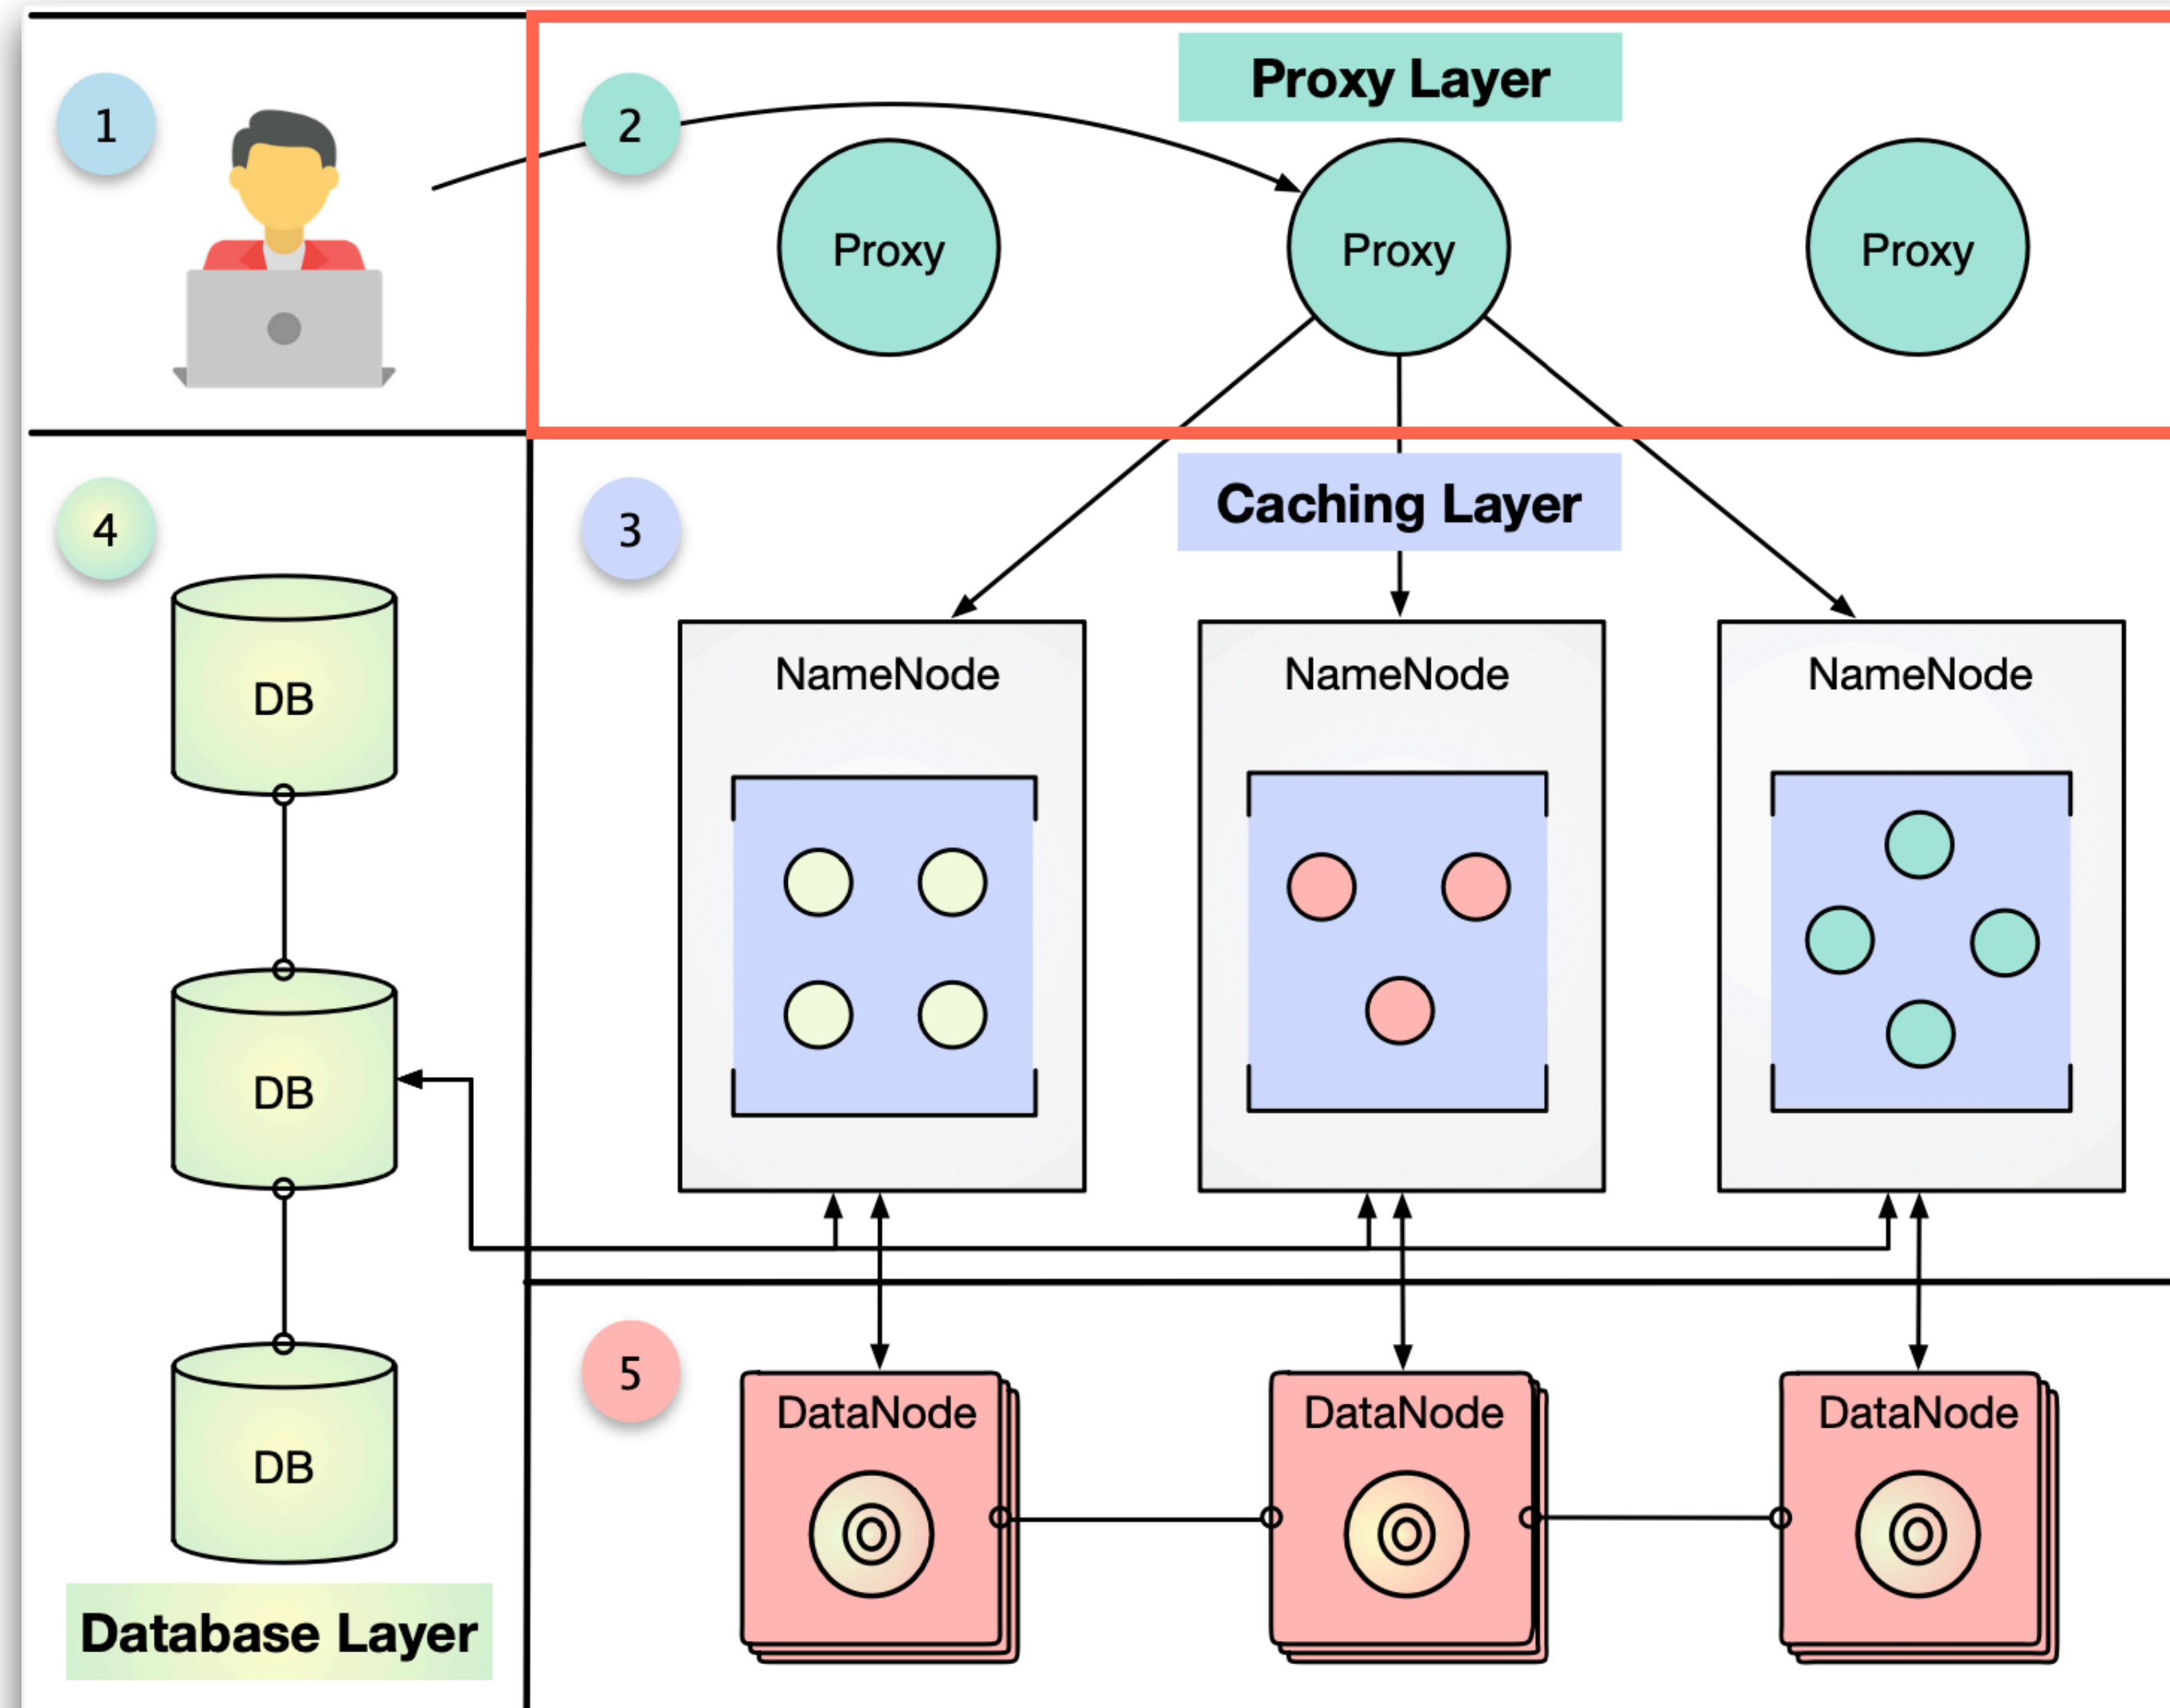 1
2
Proxy Layer
Proxy
Proxy
Proxy
4
3
Caching Layer
DB
NameNode
NameNode
NameNode
DB
DB
5
DataNode
DataNode
DataNode
Database Layer